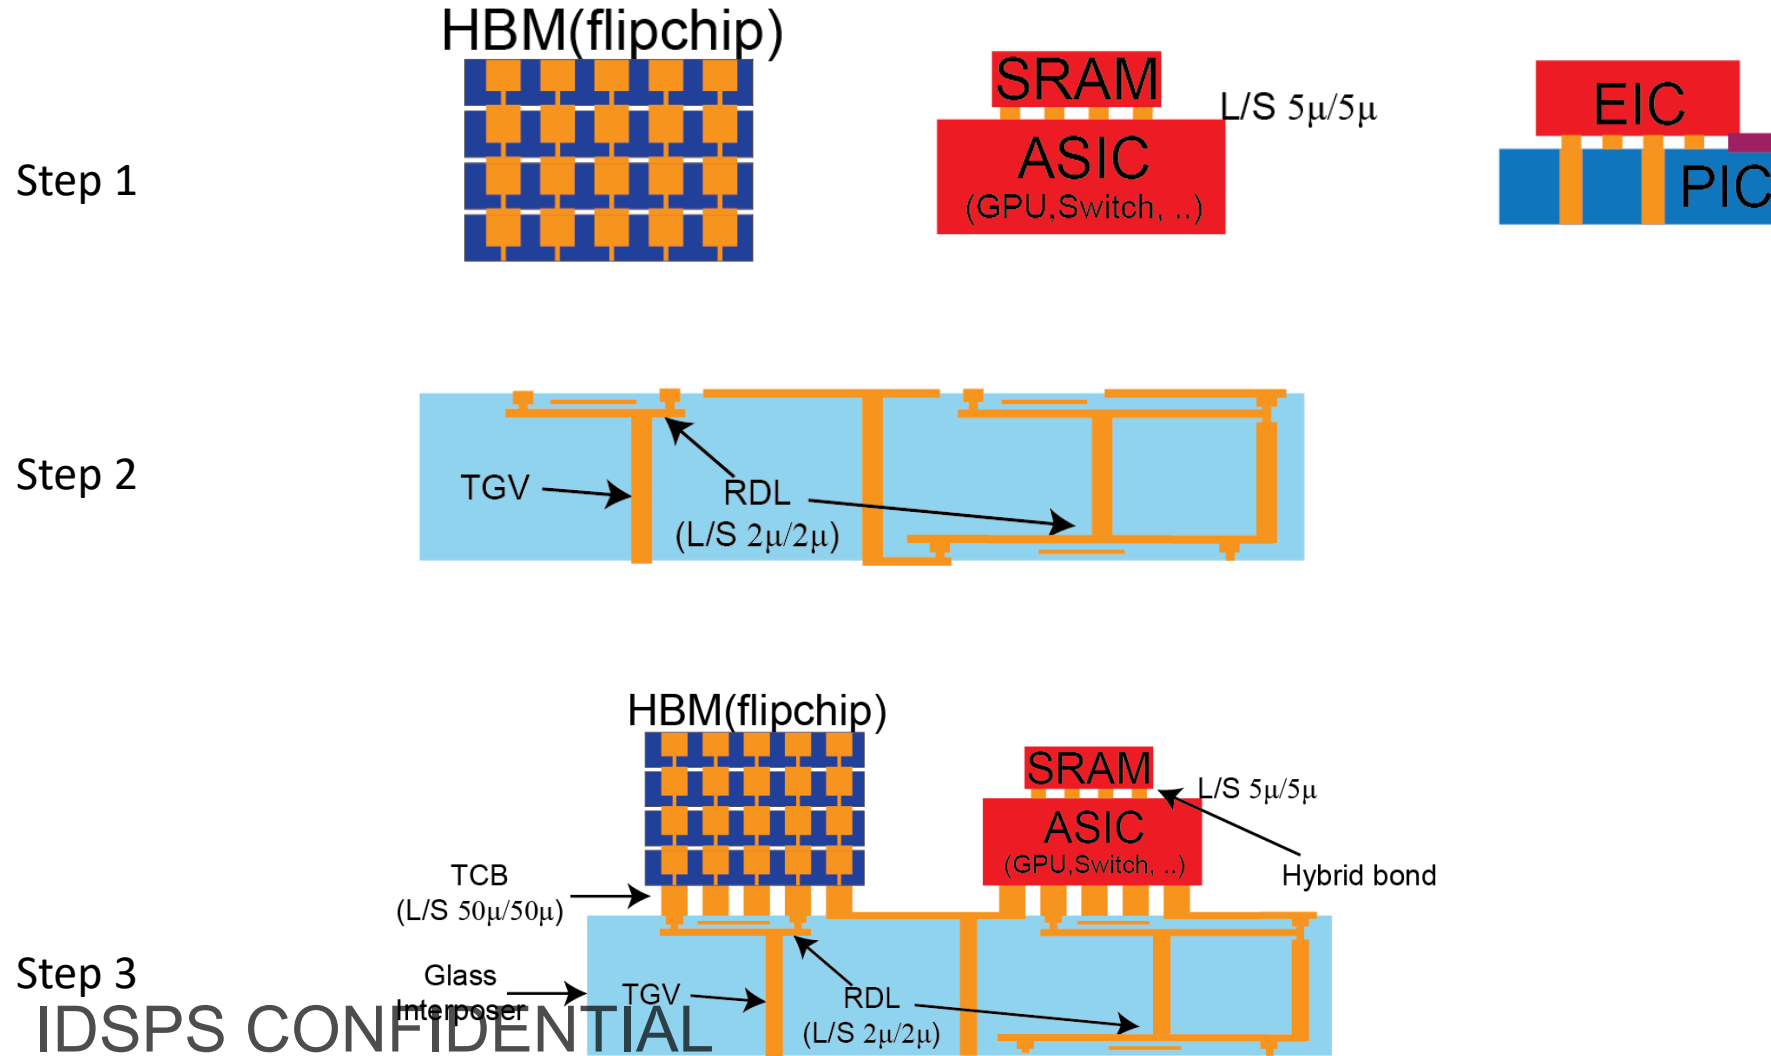 HBM(flipchip)
SRAM
L/S 5μ/5μ
ASIC
(GPU,Switch, ..)
EIC
PIC
Step 1
Step 2
TGV
RDL
(L/S 2μ/2μ)
HBM(flipchip)
SRAM
L/S 5μ/5μ
ASIC
(GPU,Switch, ..)
Hybrid bond
TCB
(L/S 50μ/50μ)
Step 3
Glass
Interposer
TGV
RDL
(L/S 2μ/2μ)
IDSPS CONFIDENTIAL